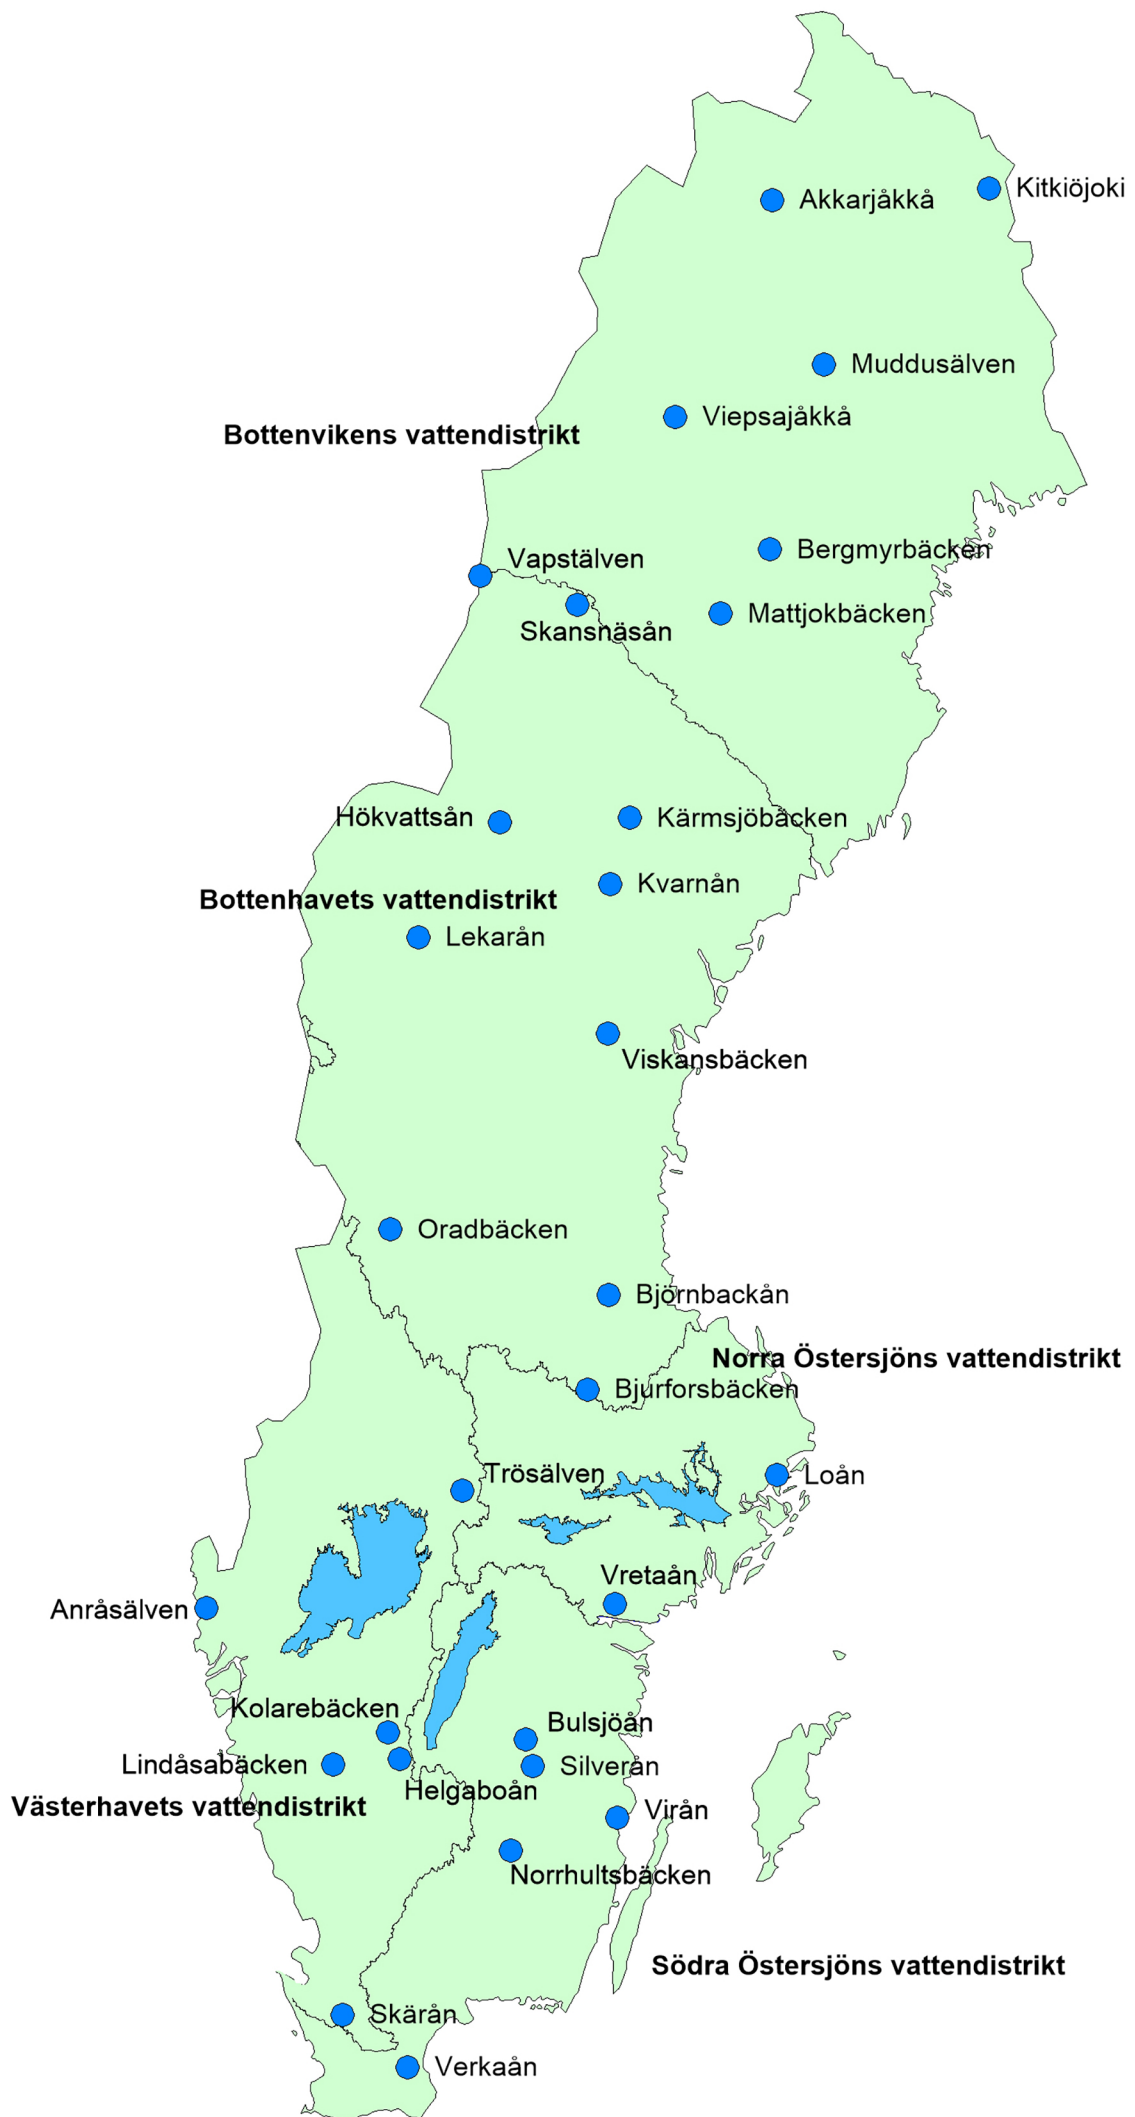 Kitkiöjoki
Akkarjåkkå
Muddusälven
Viepsajåkkå
Bottenvikens vattendistrikt
Bergmyrbäcken
Vapstälven
Mattjokbäcken
Skansnäsån
Hökvattsån
Kärmsjöbäcken
Kvarnån
Bottenhavets vattendistrikt
Lekarån
Viskansbäcken
Oradbäcken
Björnbackån
Norra Östersjöns vattendistrikt
Bjurforsbäcken
Trösälven
Loån
Vretaån
Anråsälven
Kolarebäcken
Bulsjöån
Lindåsabäcken
Silverån
Helgaboån
Västerhavets vattendistrikt
Virån
Norrhultsbäcken
Södra Östersjöns vattendistrikt
Skärån
Verkaån